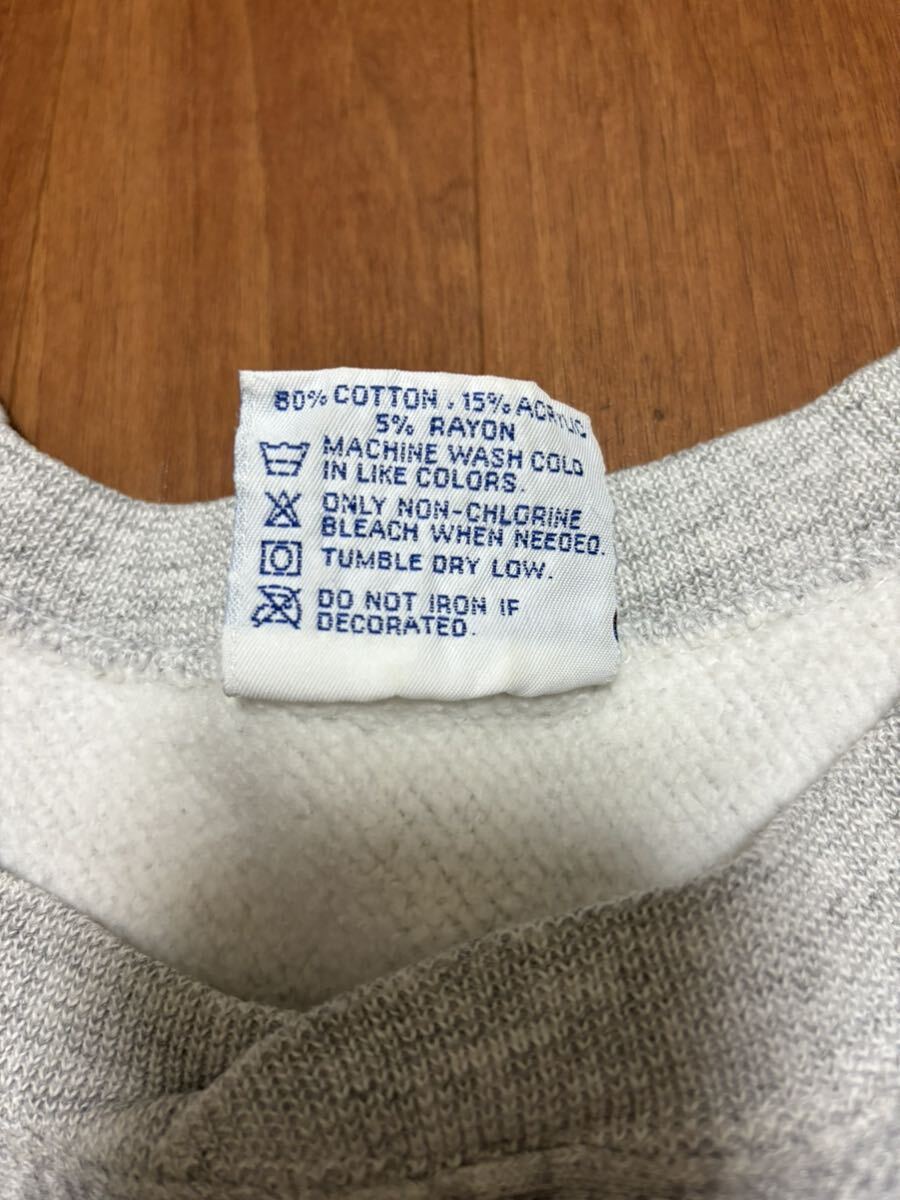 80% COTTON . 15% ACRYLIC
5% RAYON
MACHINE WASH COLD
IN LIKE COLORS.
ONLY NON-CHLORINE
BLEACH WHEN NEEDED.
TUMBLE DRY LOW.
DO NOT IRON IF
DECORATED.